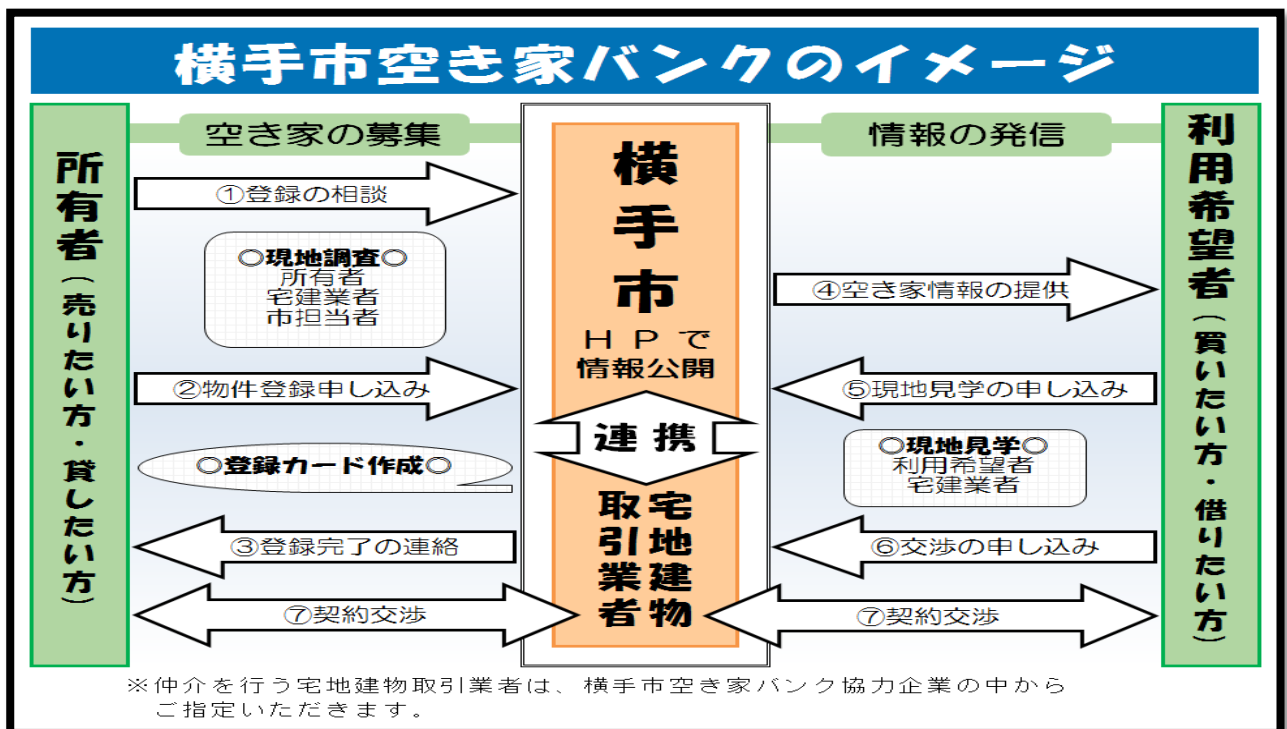 横手市空き家バンクのイメージ
所有者(売りたい方・貸したい方)
空き家の募集
①登録の相談
○現地調査○
所有者
宅建業者
市担当者
②物件登録申し込み
○登録カード作成○
③登録完了の連絡
⑦契約交渉
横手市
HPで
情報公開
連携
宅地建物
取引業者
情報の発信
④空き家情報の提供
⑤現地見学の申し込み
○現地見学○
利用希望者
宅建業者
⑥交渉の申し込み
⑦契約交渉
利用希望者(買いたい方・借りたい方)
※仲介を行う宅地建物取引業者は、横手市空き家バンク協力企業の中から
ご指定いただきます。